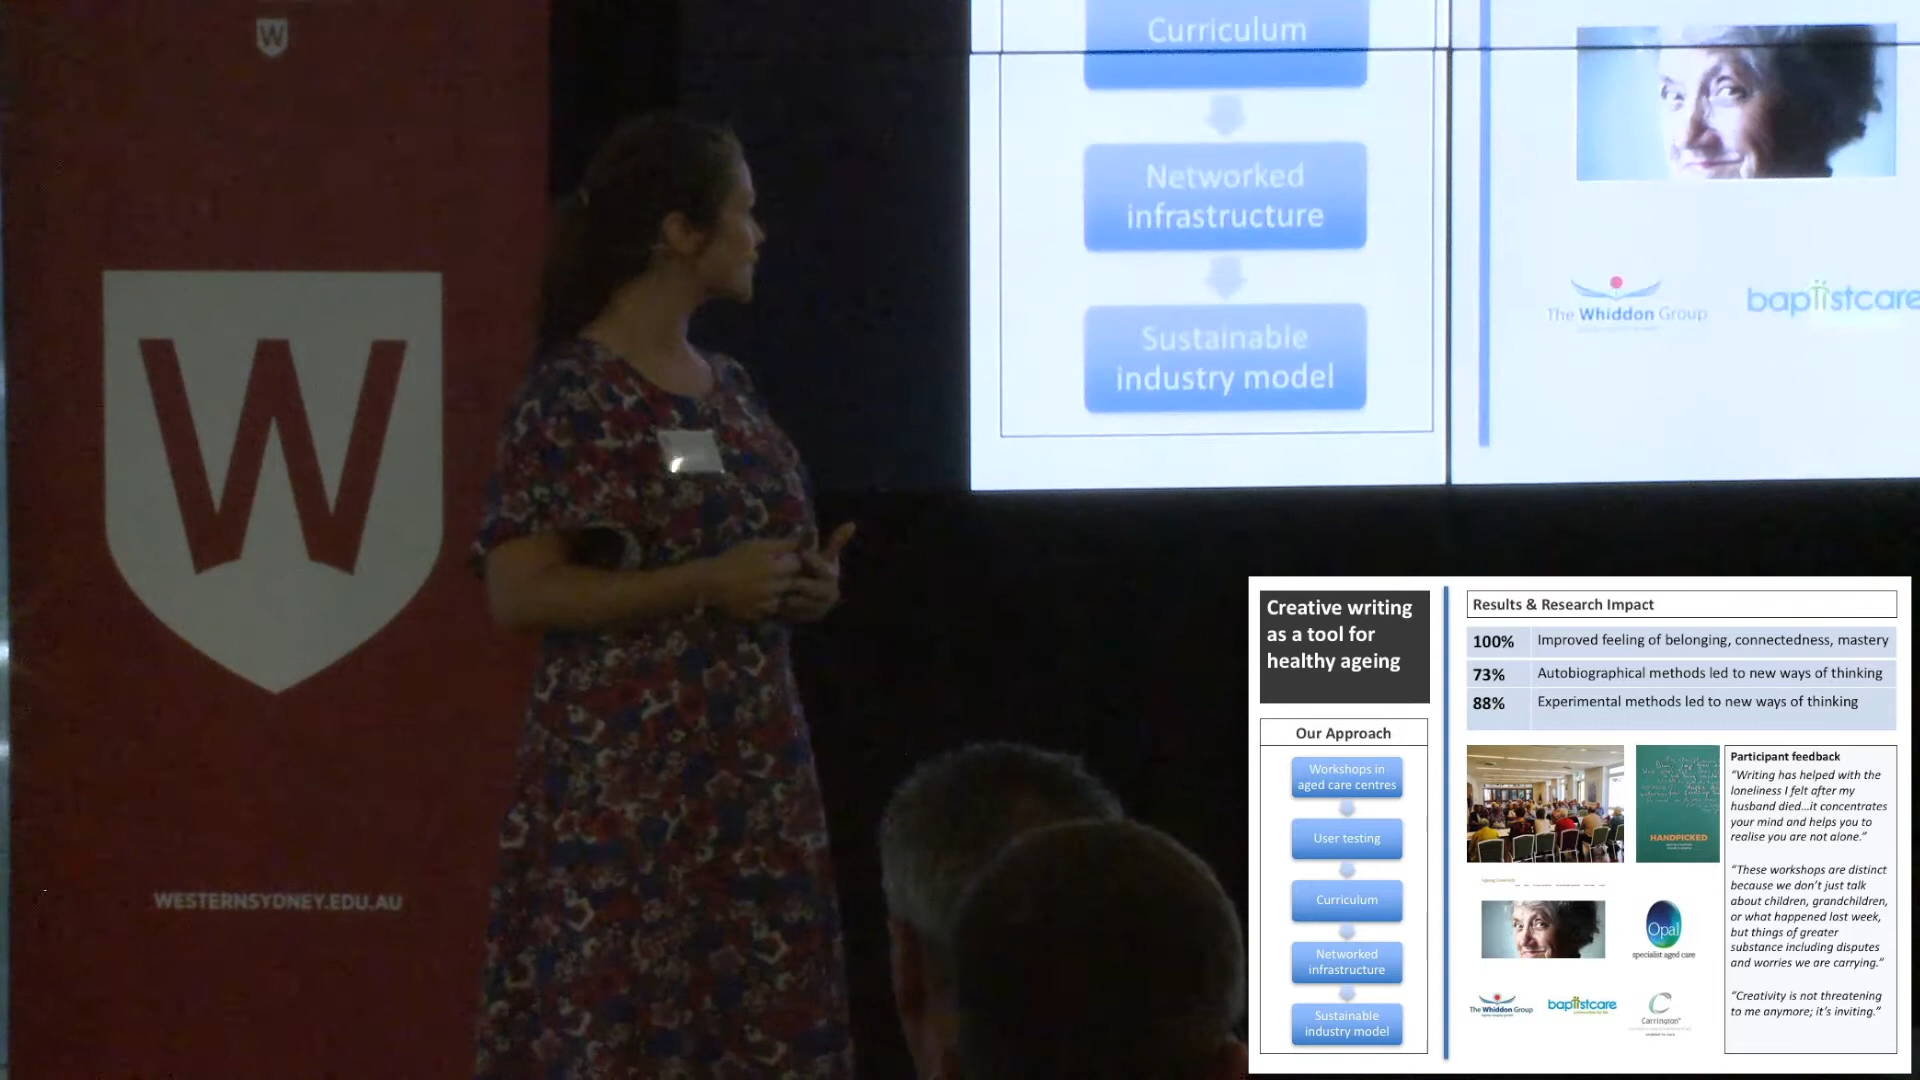 W
W
WESTERNSYDNEY.EDU.AU
Curriculum
Networked
infrastructure
Sustainable
industry model
The Whiddon Group
baptistcare
Creative writing
as a tool for
healthy ageing
Our Approach
Workshops in
aged care centres
User testing
Curriculum
Networked
infrastructure
Sustainable
industry model
Results & Research Impact
100% Improved feeling of belonging, connectedness, mastery
73% Autobiographical methods led to new ways of thinking
88% Experimental methods led to new ways of thinking
HANDPICKED
Opal
specialist aged care
The Whiddon Group
baptistcare
Carrington
Participant feedback
“Writing has helped with the
loneliness I felt after my
husband died…it concentrates
your mind and helps you to
realise you are not alone.”
“These workshops are distinct
because we don’t just talk
about children, grandchildren,
or what happened last week,
but things of greater
substance including disputes
and worries we are carrying.”
“Creativity is not threatening
to me anymore; it’s inviting.”